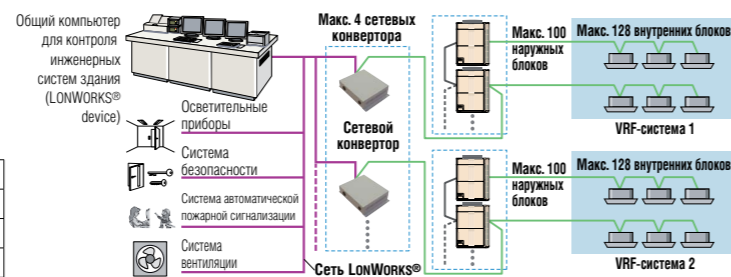 Общий компьютер
для контроля
инженерных
систем здания
(LONWORKS®
device)
Осветительные
приборы
Система
безопасности
Система автоматической
пожарной сигнализации
Система
вентиляции
Макс. 4 сетевых
конвертора
Сетевой
конвертор
Сеть LONWORKS®
Макс. 100
наружных
блоков
Макс. 128 внутренних блоков
VRF-система 1
Макс. 100
наружных
блоков
Макс. 128 внутренних блоков
VRF-система 2